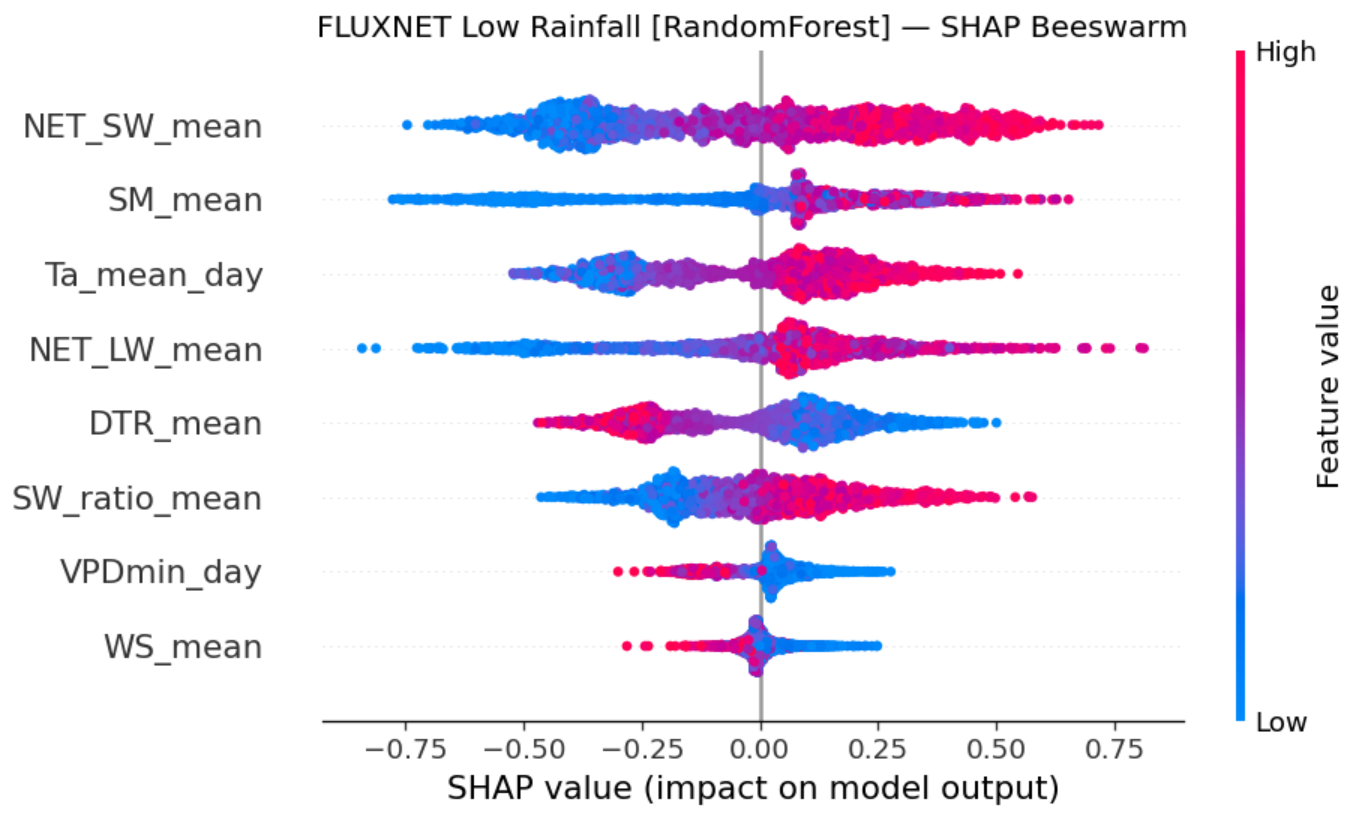 FLUXNET Low Rainfall [RandomForest] — SHAP Beeswarm
High
NET_SW_mean
SM_mean
Ta_mean_day
NET_LW_mean
DTR_mean
SW_ratio_mean
VPDmin_day
WS_mean
Feature value
Low
−0.75 −0.50 −0.25 0.00 0.25 0.50 0.75
SHAP value (impact on model output)